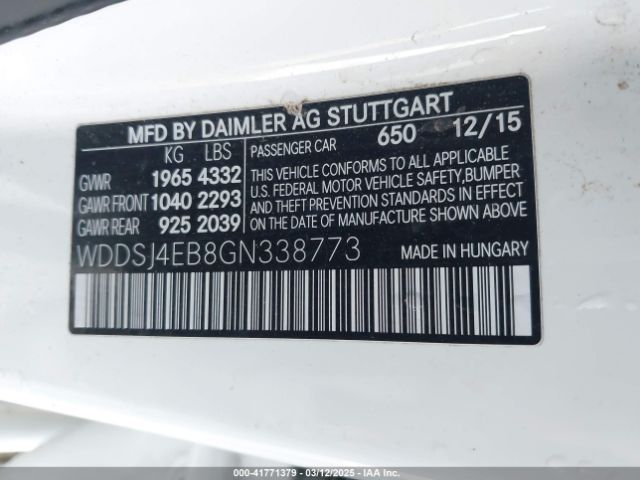 MFD BY DAIMLER AG STUTTGART
KG LBS PASSENGER CAR 650 12/15
GVWR 1965 4332
GAWR FRONT 1040 2293
GAWR REAR 925 2039
THIS VEHICLE CONFORMS TO ALL APPLICABLE
U.S. FEDERAL MOTOR VEHICLE SAFETY, BUMPER
AND THEFT PREVENTION STANDARDS IN EFFECT
ON THE DATE OF MANUFACTURE SHOWN ABOVE
WDDSJ4EB8GN338773 MADE IN HUNGARY
000-41771379 - 03/12/2025 - IAA Inc.